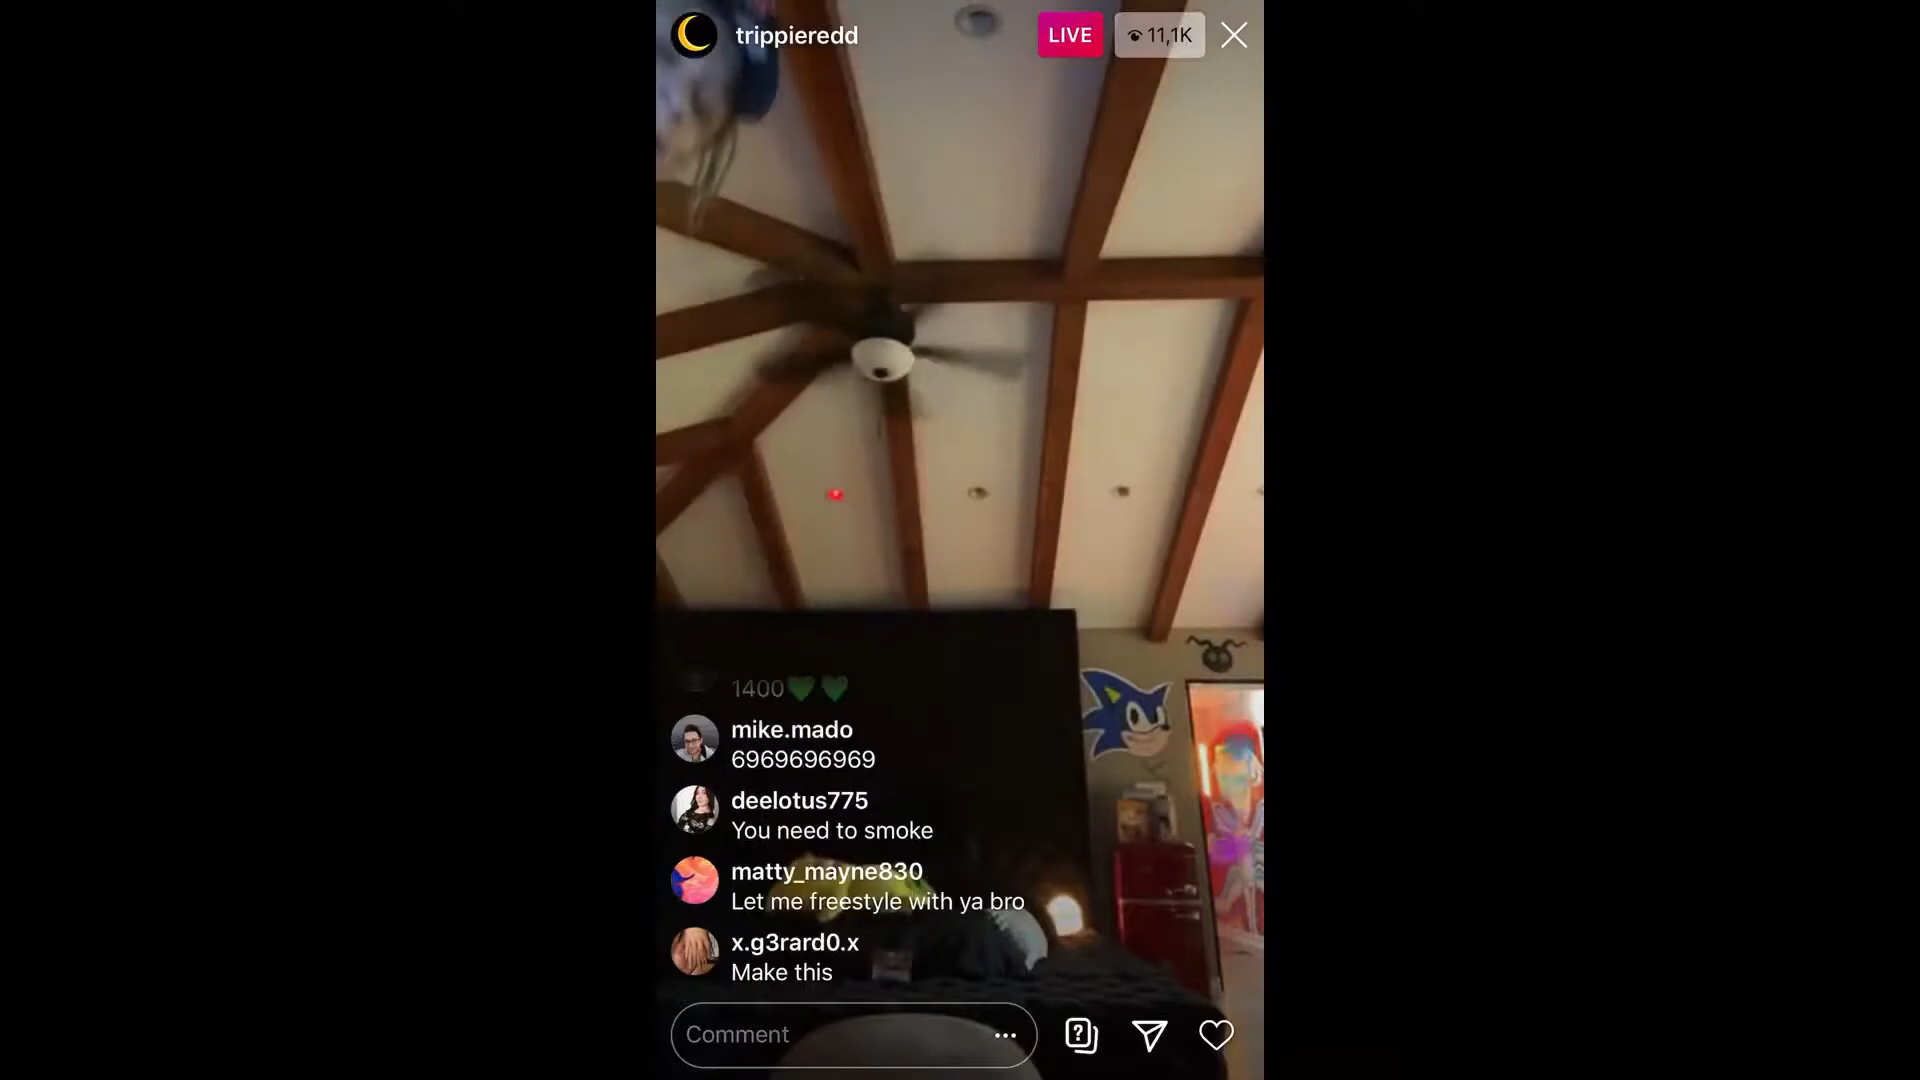 trippieredd
LIVE
11,1K
1400💚 💚
mike.mado
6969696969
deelotus775
You need to smoke
matty_mayne830
Let me freestyle with ya bro
x.g3rard0.x
Make this
Comment